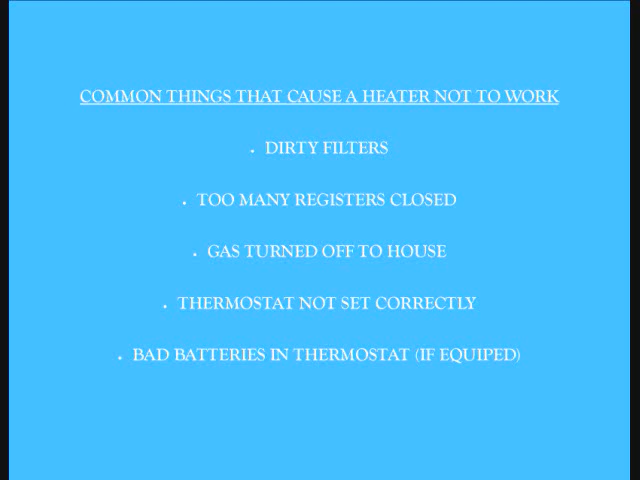 COMMON THINGS THAT CAUSE A HEATER NOT TO WORK
• DIRTY FILTERS
• TOO MANY REGISTERS CLOSED
• GAS TURNED OFF TO HOUSE
• THERMOSTAT NOT SET CORRECTLY
• BAD BATTERIES IN THERMOSTAT (IF EQUIPED)